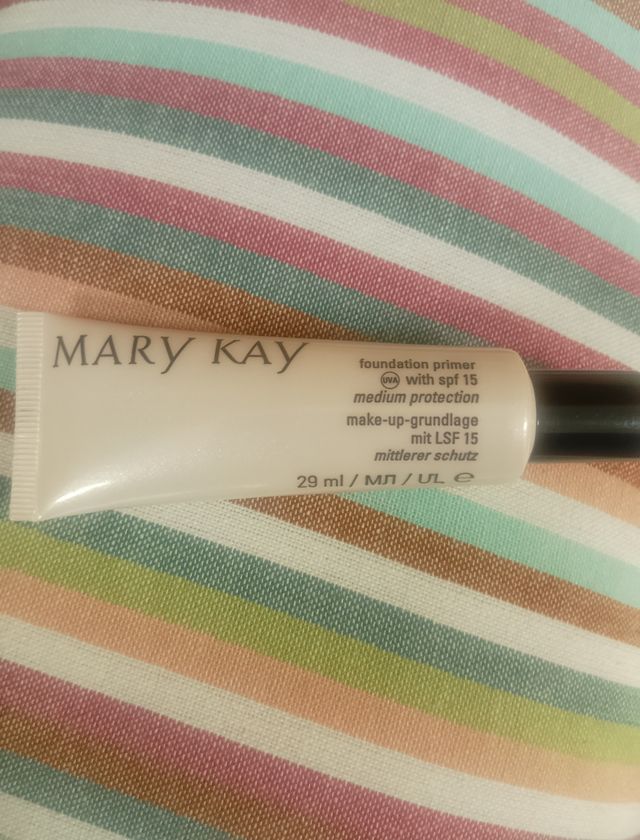 MARY KAY
foundation primer
UVA with spf 15
medium protection
make-up-grundlage
mit LSF 15
mittlerer schutz
29 ml / МЛ / מ"ל ℮